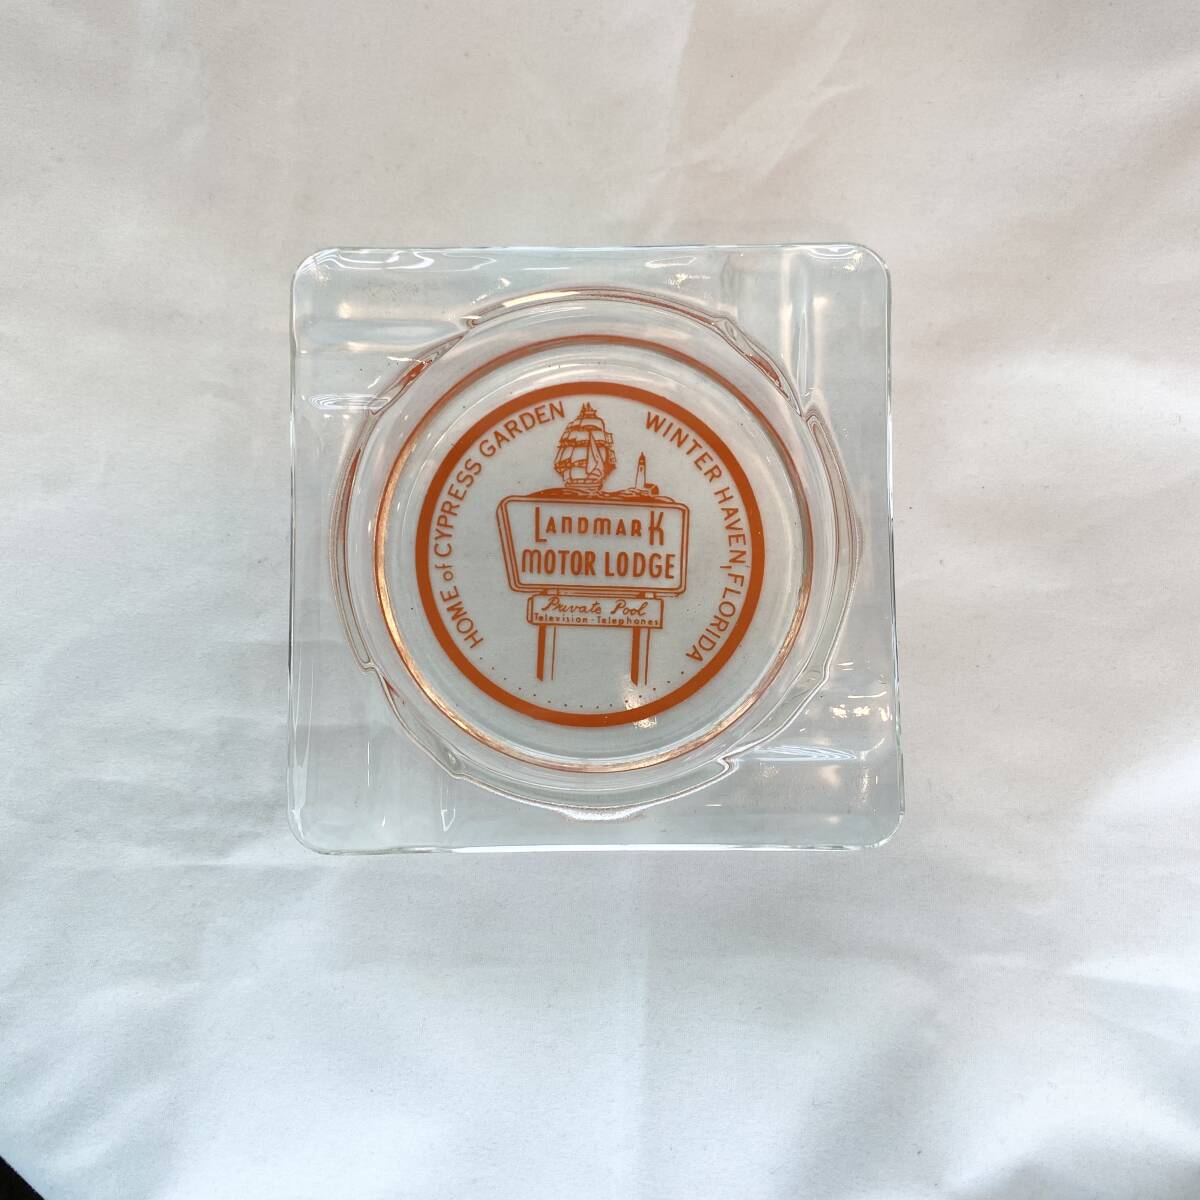 HOME of CYPRESS GARDEN
WINTER HAVEN, FLORIDA
LANDMARK
MOTOR LODGE
Private Pool
Television - Telephones